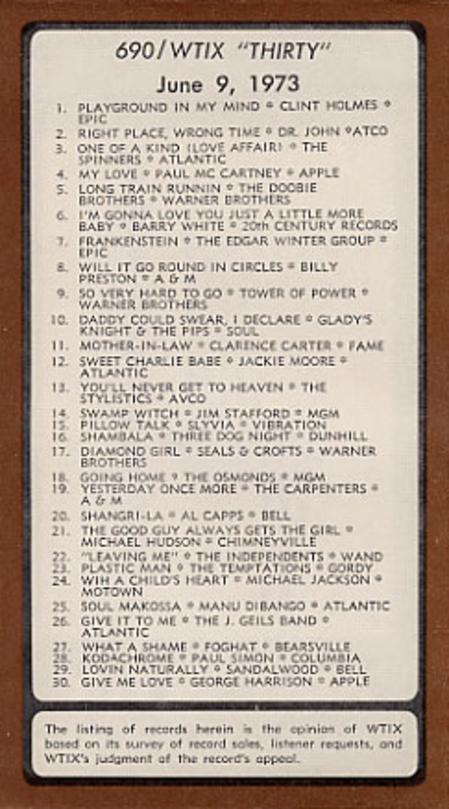 690/WTIX "THIRTY"
June 9, 1973
1. PLAYGROUND IN MY MIND * CLINT HOLMES *
EPIC
2. RIGHT PLACE, WRONG TIME * DR. JOHN *ATCO
3. ONE OF A KIND (LOVE AFFAIR) * THE
SPINNERS * ATLANTIC
4. MY LOVE * PAUL MC CARTNEY * APPLE
5. LONG TRAIN RUNNIN * THE DOOBIE
BROTHERS * WARNER BROTHERS
6. I'M GONNA LOVE YOU JUST A LITTLE MORE
BABY * BARRY WHITE * 20th CENTURY RECORDS
7. FRANKENSTEIN * THE EDGAR WINTER GROUP *
EPIC
8. WILL IT GO ROUND IN CIRCLES * BILLY
PRESTON * A & M
9. SO VERY HARD TO GO * TOWER OF POWER *
WARNER BROTHERS
10. DADDY COULD SWEAR, I DECLARE * GLADY'S
KNIGHT & THE PIPS * SOUL
11. MOTHER-IN-LAW * CLARENCE CARTER * FAME
12. SWEET CHARLIE BABE * JACKIE MOORE *
ATLANTIC
13. YOU'LL NEVER GET TO HEAVEN * THE
STYLISTICS * AVCO
14. SWAMP WITCH * JIM STAFFORD * MGM
15. PILLOW TALK * SLYVIA * VIBRATION
16. SHAMBALA * THREE DOG NIGHT * DUNHILL
17. DIAMOND GIRL * SEALS & CROFTS * WARNER
BROTHERS
18. GOING HOME * THE OSMONDS * MGM
19. YESTERDAY ONCE MORE * THE CARPENTERS *
A & M
20. SHANGRI-LA * AL CAPPS * BELL
21. THE GOOD GUY ALWAYS GETS THE GIRL *
MICHAEL HUDSON * CHIMNEYVILLE
22. "LEAVING ME" * THE INDEPENDENTS * WAND
23. PLASTIC MAN * THE TEMPTATIONS * GORDY
24. WIH A CHILD'S HEART * MICHAEL JACKSON *
MOTOWN
25. SOUL MAKOSSA * MANU DIBANGO * ATLANTIC
26. GIVE IT TO ME * THE J. GEILS BAND *
ATLANTIC
27. WHAT A SHAME * FOGHAT * BEARSVILLE
28. KODACHROME * PAUL SIMON * COLUMBIA
29. LOVIN NATURALLY * SANDALWOOD * BELL
30. GIVE ME LOVE * GEORGE HARRISON * APPLE
The listing of records herein is the opinion of WTIX
based on its survey of record sales, listener requests, and
WTIX's judgment of the record's appeal.